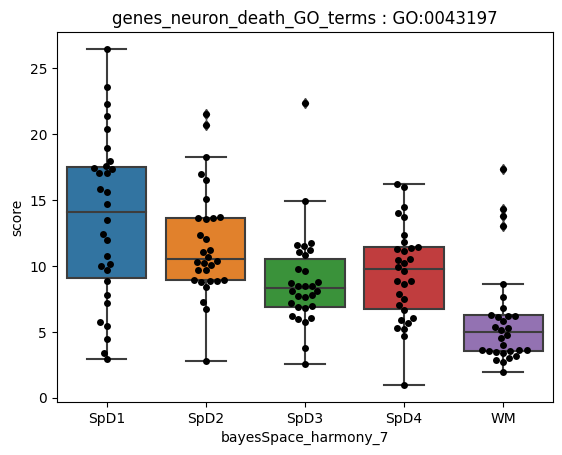 genes_neuron_death_GO_terms : GO:0043197
25
20
15
10
5
0
score
SpD1 SpD2 SpD3 SpD4 WM
bayesSpace_harmony_7